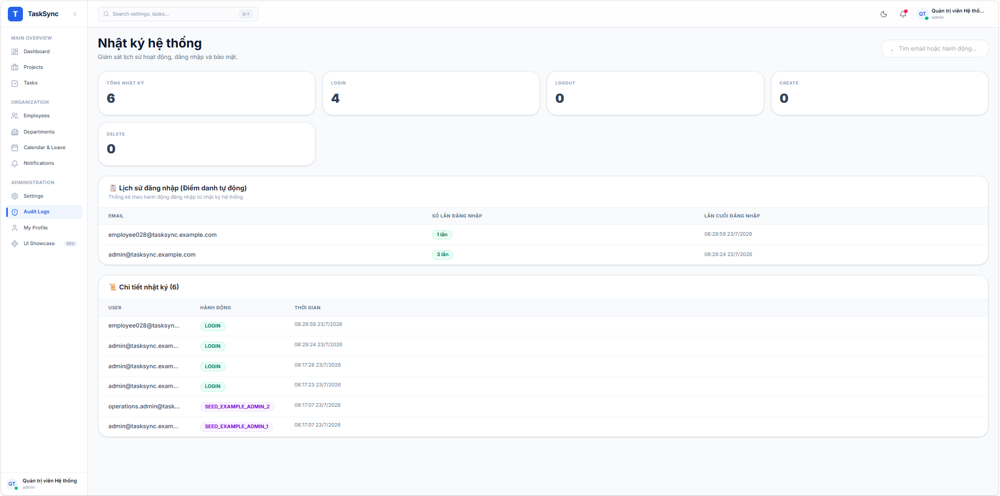 T TaskSync
Search settings, tasks...
⌘ K
QT
Quản trị viên Hệ thố...
admin
MAIN OVERVIEW
Dashboard
Projects
Tasks
ORGANIZATION
Employees
Departments
Calendar & Leave
Notifications
ADMINISTRATION
Settings
Audit Logs
My Profile
UI Showcase DEV
QT
Quản trị viên Hệ thống
admin
Nhật ký hệ thống
Giám sát lịch sử hoạt động, đăng nhập và bảo mật.
Tìm email hoặc hành động...
TỔNG NHẬT KÝ
6
LOGIN
4
LOGOUT
0
CREATE
0
DELETE
0
📋 Lịch sử đăng nhập (Điểm danh tự động)
Thống kê theo hành động đăng nhập từ nhật ký hệ thống
EMAIL SỐ LẦN ĐĂNG NHẬP LẦN CUỐI ĐĂNG NHẬP
employee028@tasksync.example.com 1 lần 08:29:59 23/7/2026
admin@tasksync.example.com 3 lần 08:29:24 23/7/2026
📜 Chi tiết nhật ký (6)
USER HÀNH ĐỘNG THỜI GIAN
employee028@tasksyn... LOGIN 08:29:59 23/7/2026
admin@tasksync.exam... LOGIN 08:29:24 23/7/2026
admin@tasksync.exam... LOGIN 08:17:28 23/7/2026
admin@tasksync.exam... LOGIN 08:17:23 23/7/2026
operations.admin@task... SEED_EXAMPLE_ADMIN_2 08:17:07 23/7/2026
admin@tasksync.exam... SEED_EXAMPLE_ADMIN_1 08:17:07 23/7/2026